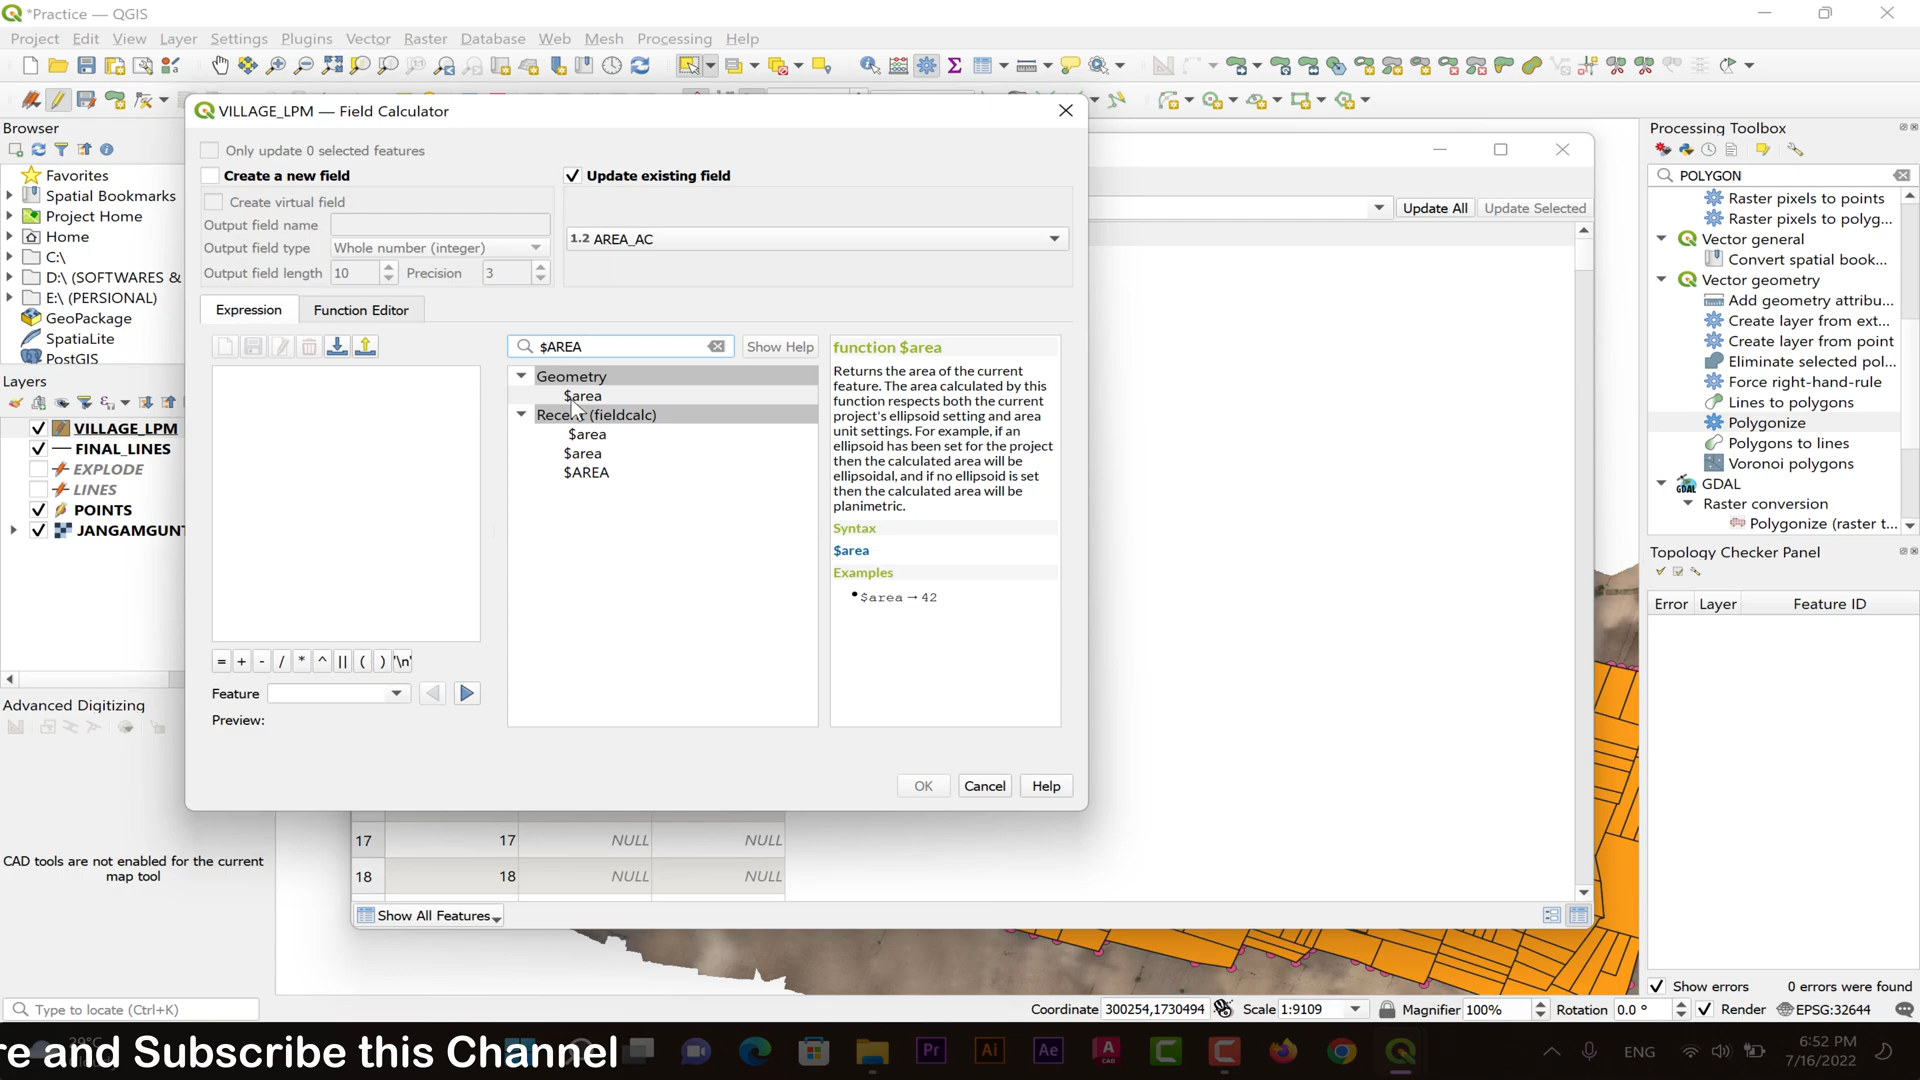 *Practice — QGIS
Project Edit View Layer Settings Plugins Vector Raster Database Web Mesh Processing Help
VILLAGE_LPM — Field Calculator
Only update 0 selected features
Create a new field
Update existing field
Create virtual field
Output field name
Output field type Whole number (integer)
Output field length 10 Precision 3
1.2 AREA_AC
Expression Function Editor
$AREA
Show Help
Geometry
$area
Recent (fieldcalc)
$area
$area
$AREA
function $area
Returns the area of the current
feature. The area calculated by this
function respects both the current
project's ellipsoid setting and area
unit settings. For example, if an
ellipsoid has been set for the project
then the calculated area will be
ellipsoidal, and if no ellipsoid is set
then the calculated area will be
planimetric.
Syntax
$area
Examples
$area → 42
= + - / * ^ || ( ) '\n'
Feature
Preview:
OK Cancel Help
Browser
Favorites
Spatial Bookmarks
Project Home
Home
C:\
D:\ (SOFTWARES &
E:\ (PERSIONAL)
GeoPackage
SpatiaLite
PostGIS
Layers
VILLAGE_LPM
FINAL_LINES
EXPLODE
LINES
POINTS
JANGAMGUNT
Advanced Digitizing
CAD tools are not enabled for the current
map tool
Update All Update Selected
17 17 NULL NULL
18 18 NULL NULL
Show All Features
Processing Toolbox
POLYGON
Raster pixels to points
Raster pixels to polyg...
Vector general
Convert spatial book...
Vector geometry
Add geometry attribu...
Create layer from ext...
Create layer from point
Eliminate selected pol...
Force right-hand-rule
Lines to polygons
Polygonize
Polygons to lines
Voronoi polygons
GDAL
Raster conversion
Polygonize (raster t...
Topology Checker Panel
Error Layer Feature ID
Show errors 0 errors were found
Type to locate (Ctrl+K)
Coordinate 300254,1730494 Scale 1:9109 Magnifier 100% Rotation 0.0 ° Render EPSG:32644
re and Subscribe this Channel
Pr Ai Ae
ENG
6:52 PM
7/16/2022